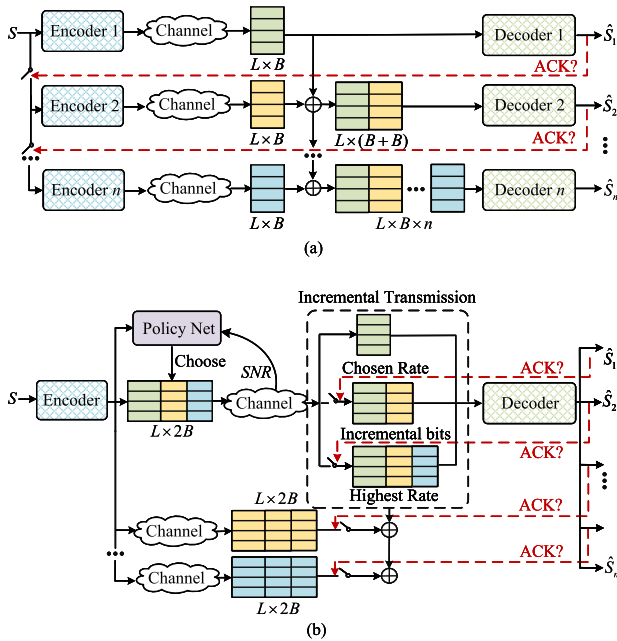 S
Encoder 1
Channel
L×B
Decoder 1
Ŝ₁
ACK?
Encoder 2
Channel
L×B
L×(B+B)
Decoder 2
Ŝ₂
ACK?
Encoder n
Channel
L×B
L×B×n
Decoder n
Ŝₙ
(a)
Incremental Transmission
Policy Net
Choose
SNR
Chosen Rate
ACK?
Ŝ₁
S
Encoder
L×2B
Channel
Decoder
Ŝ₂
Incremental bits
ACK?
Highest Rate
L×2B
ACK?
Channel
ACK?
Channel
L×2B
Ŝₙ
(b)